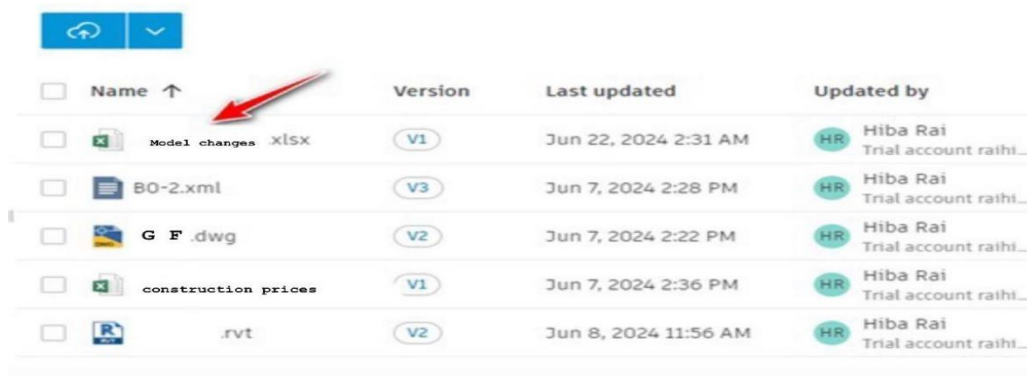 Name ↑ Version Last updated Updated by
Model changes .xlsx V1 Jun 22, 2024 2:31 AM HR Hiba Rai
Trial account raihi...
B0-2.xml V3 Jun 7, 2024 2:28 PM HR Hiba Rai
Trial account raihi...
G F .dwg V2 Jun 7, 2024 2:22 PM HR Hiba Rai
Trial account raihi...
construction prices V1 Jun 7, 2024 2:36 PM HR Hiba Rai
Trial account raihi...
R .rvt V2 Jun 8, 2024 11:56 AM HR Hiba Rai
Trial account raihi...